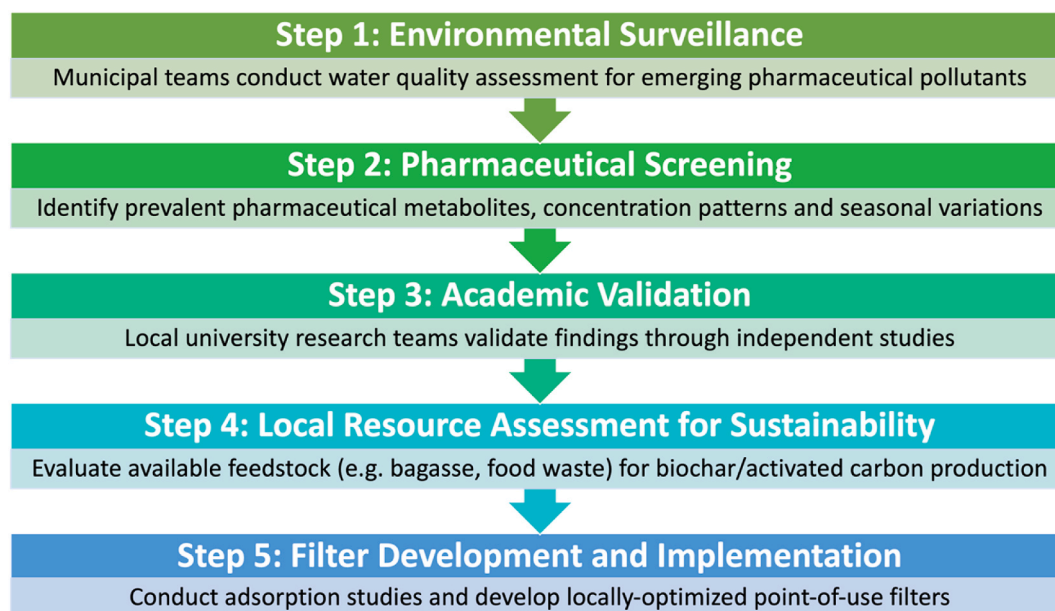 Step 1: Environmental Surveillance
Municipal teams conduct water quality assessment for emerging pharmaceutical pollutants
Step 2: Pharmaceutical Screening
Identify prevalent pharmaceutical metabolites, concentration patterns and seasonal variations
Step 3: Academic Validation
Local university research teams validate findings through independent studies
Step 4: Local Resource Assessment for Sustainability
Evaluate available feedstock (e.g. bagasse, food waste) for biochar/activated carbon production
Step 5: Filter Development and Implementation
Conduct adsorption studies and develop locally-optimized point-of-use filters